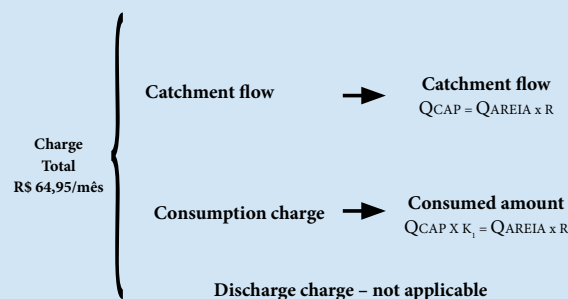 Charge
Total
R$ 64,95/mês
Catchment flow
Catchment flow
QCAP = QAREIA x R
Consumption charge
Consumed amount
QCAP X K₁ = QAREIA x R
Discharge charge – not applicable